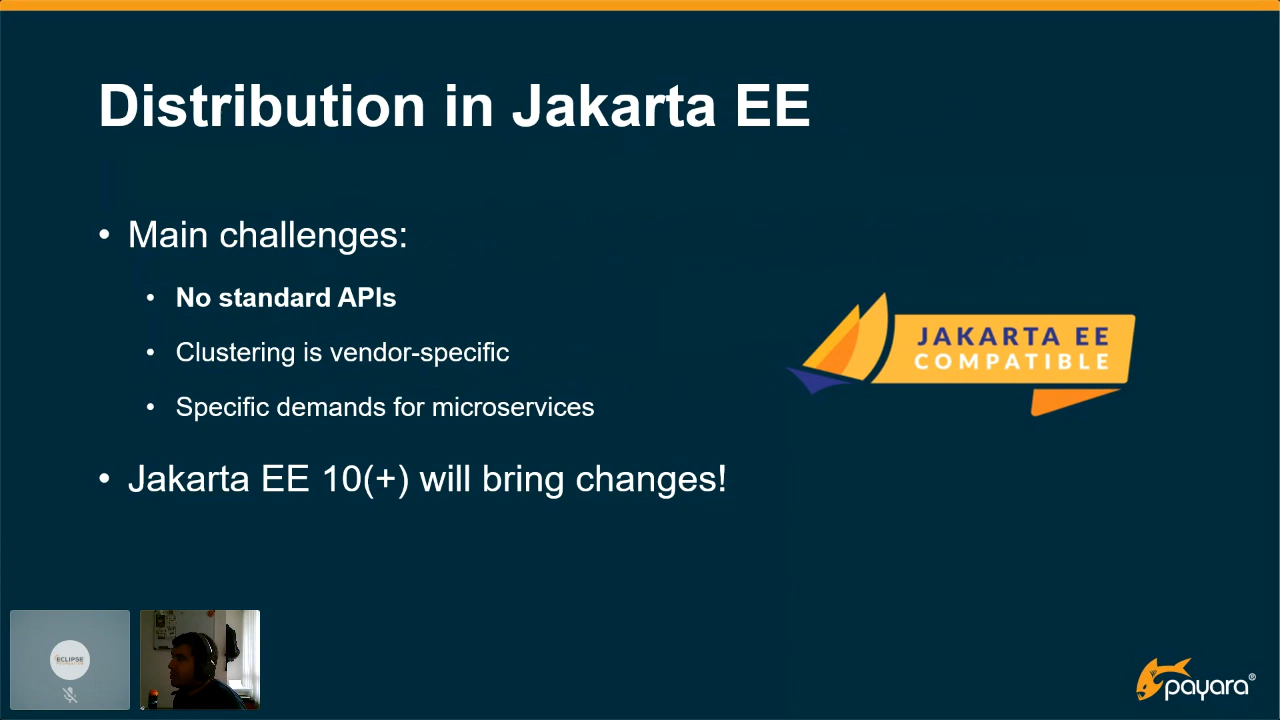 Distribution in Jakarta EE
• Main challenges:
• No standard APIs
• Clustering is vendor-specific
• Specific demands for microservices
• Jakarta EE 10(+) will bring changes!
JAKARTA EE
COMPATIBLE
ECLIPSE
FOUNDATION
payara®